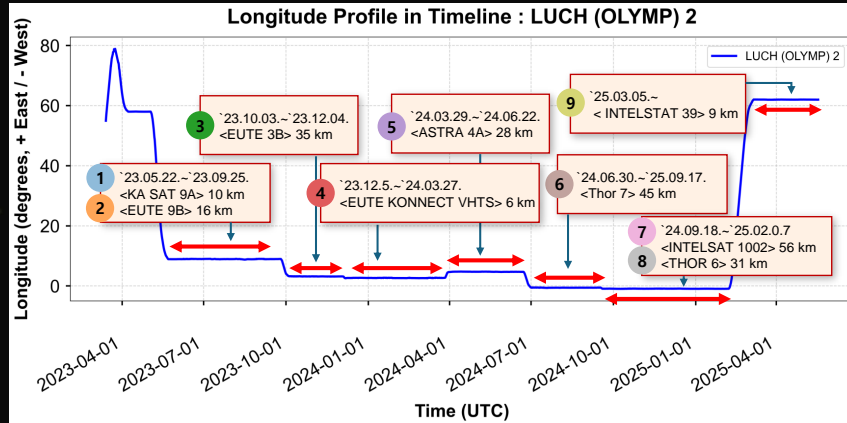 Longitude Profile in Timeline : LUCH (OLYMP) 2
Longitude (degrees, + East / - West)
80
60
40
20
0
LUCH (OLYMP) 2
1
2
`23.05.22.~`23.09.25.
<KA SAT 9A> 10 km
<EUTE 9B> 16 km
3
`23.10.03.~`23.12.04.
<EUTE 3B> 35 km
4
`23.12.5.~`24.03.27.
<EUTE KONNECT VHTS> 6 km
5
`24.03.29.~`24.06.22.
<ASTRA 4A> 28 km
6
`24.06.30.~`25.09.17.
<Thor 7> 45 km
7
8
`24.09.18.~`25.02.0.7
<INTELSAT 1002> 56 km
<THOR 6> 31 km
9
`25.03.05.~
< INTELSTAT 39> 9 km
2023-04-01
2023-07-01
2023-10-01
2024-01-01
2024-04-01
2024-07-01
2024-10-01
2025-01-01
2025-04-01
Time (UTC)